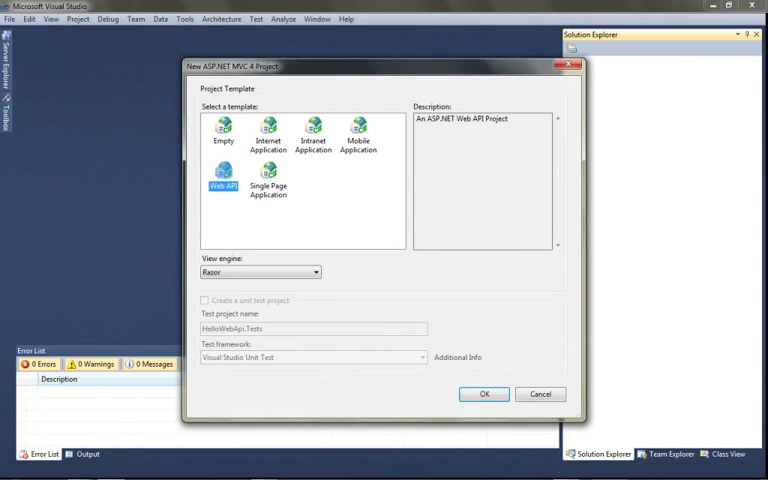 Microsoft Visual Studio
File Edit View Project Debug Team Data Tools Architecture Test Analyze Window Help
Server Explorer
Toolbox
Solution Explorer
New ASP.NET MVC 4 Project
Project Template
Select a template:
Description:
An ASP.NET Web API Project
Empty
Internet Application
Intranet Application
Mobile Application
Web API
Single Page Application
View engine:
Razor
Create a unit test project
Test project name:
HelloWebApi.Tests
Test framework:
Visual Studio Unit Test
Additional Info
OK
Cancel
Error List
0 Errors
0 Warnings
0 Messages
Description
Error List
Output
Solution Explorer
Team Explorer
Class View